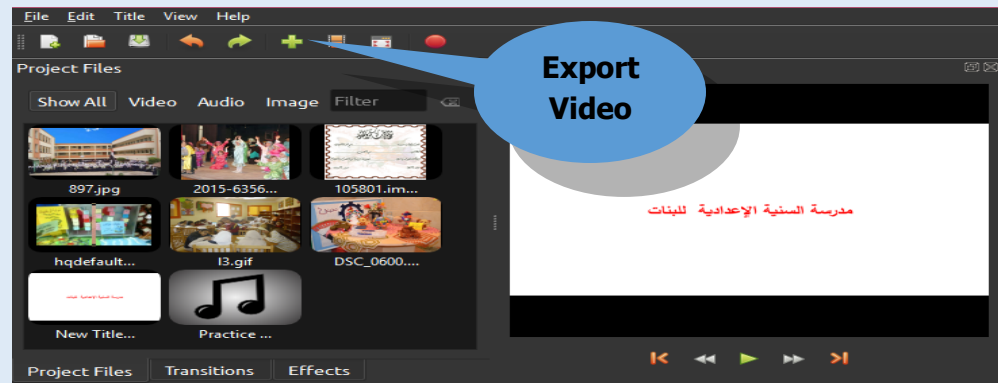 File Edit Title View Help
Project Files
Export
Video
Show All Video Audio Image Filter
897.jpg 2015-6356... 105801.im...
hqdefault... l3.gif DSC_0600....
New Title... Practice ...
مدرسة السنية الإعدادية للبنات
Project Files Transitions Effects